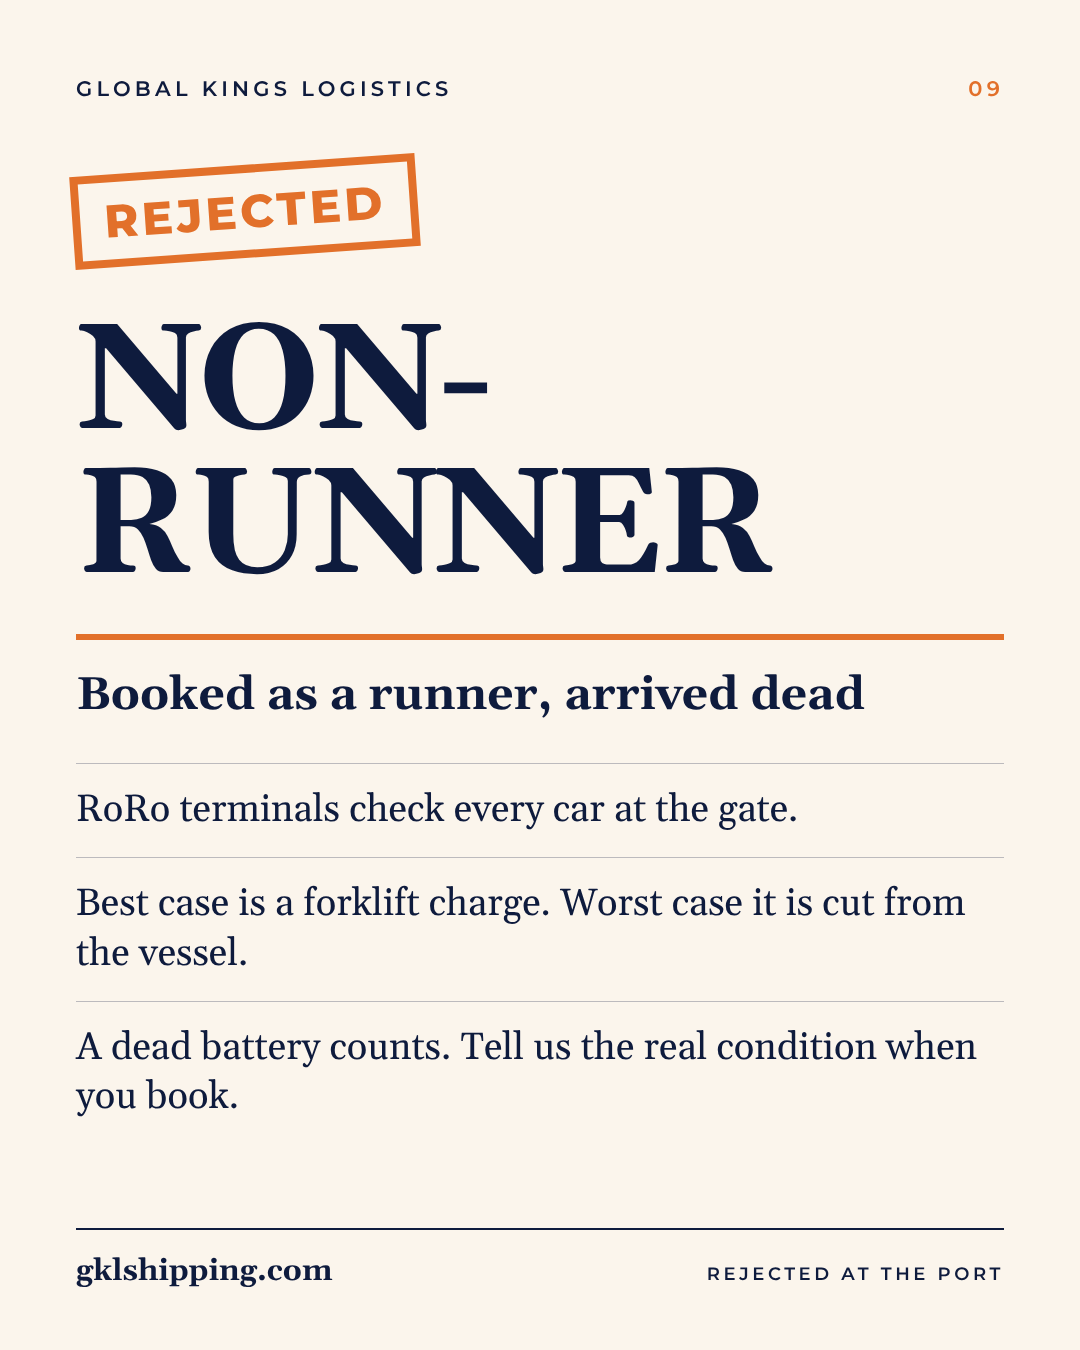 GLOBAL KINGS LOGISTICS
09
REJECTED
NON-
RUNNER
Booked as a runner, arrived dead
RoRo terminals check every car at the gate.
Best case is a forklift charge. Worst case it is cut from
the vessel.
A dead battery counts. Tell us the real condition when
you book.
gklshipping.com
REJECTED AT THE PORT